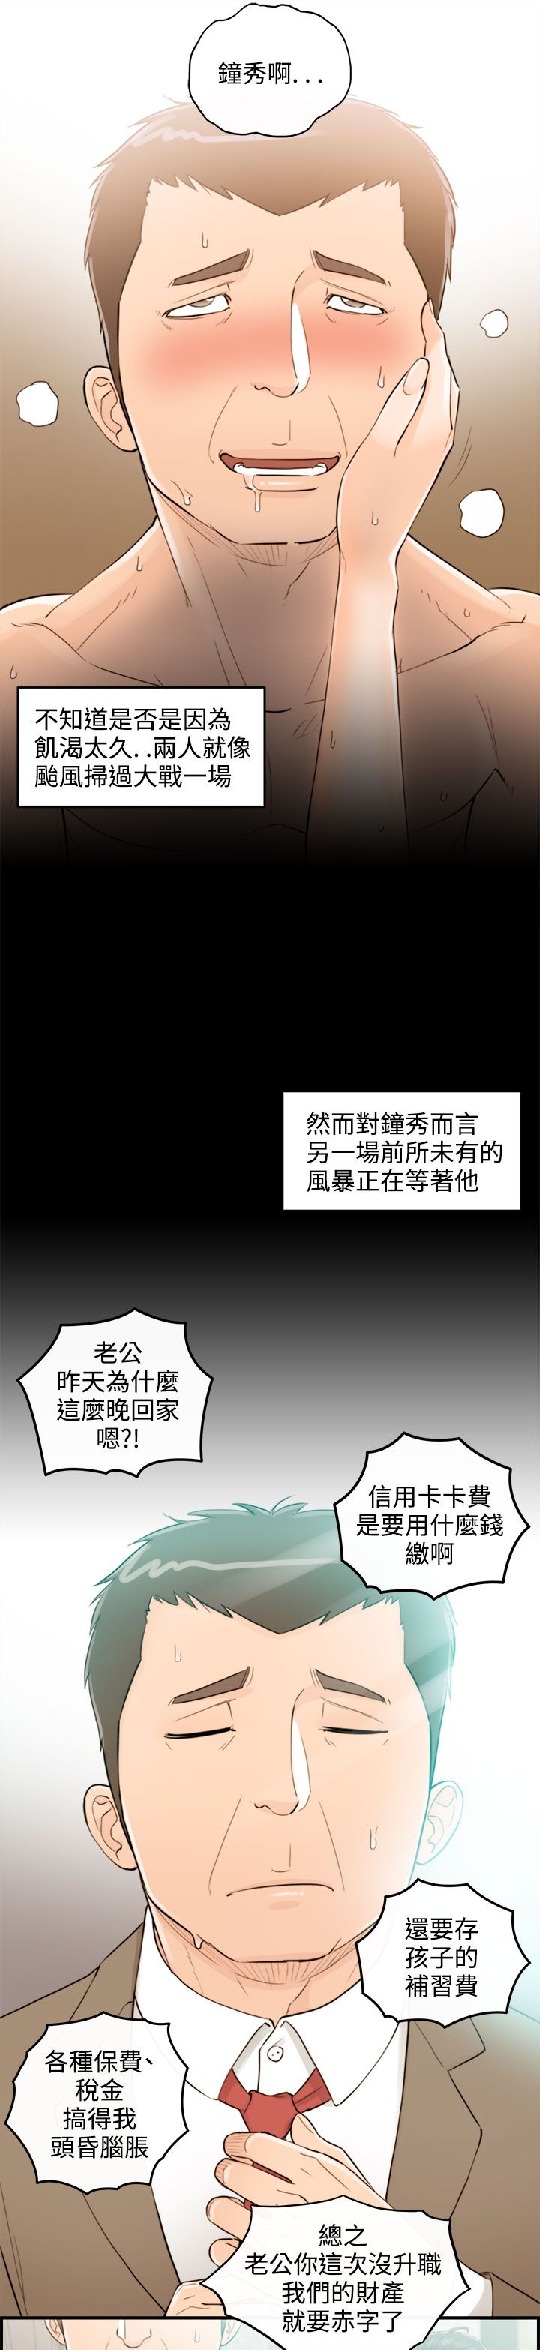 鐘秀啊...
不知道是否是因為
飢渴太久..兩人就像
颱風掃過大戰一場
然而對鐘秀而言
另一場前所未有的
風暴正在等著他
老公
昨天為什麼
這麼晚回家
嗯?!
信用卡卡費
是要用什麼錢
繳啊
還要存
孩子的
補習費
各種保費、
稅金
搞得我
頭昏腦脹
總之
老公你這次沒升職
我們的財產
就要赤字了